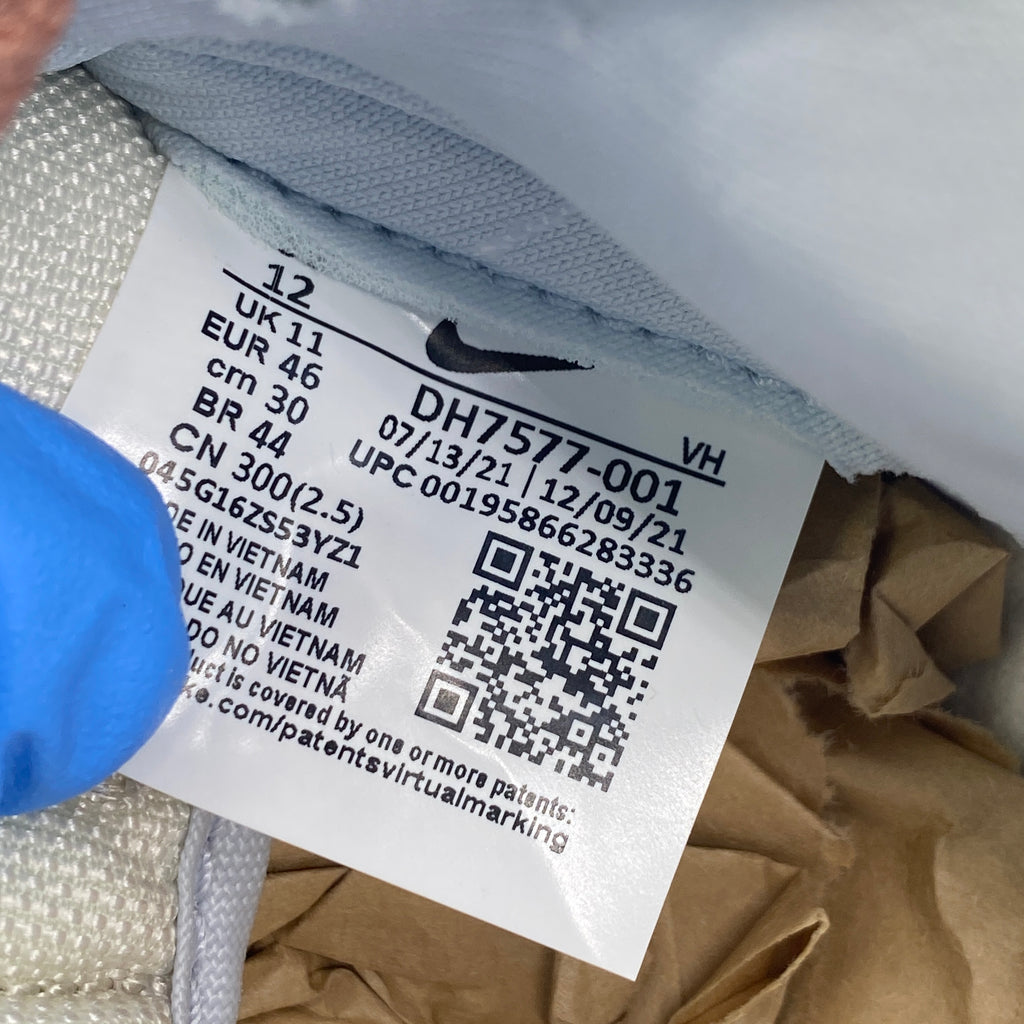 12
UK 11
EUR 46
cm 30
BR 44
CN 300(2.5)
045G16ZS53YZ1
DE IN VIETNAM
O EN VIETNAM
QUE AU VIETNAM
DO NO VIETNÃ
duct is covered by one or more patents:
ke.com/patentsvirtualmarking
VH
DH7577-001
07/13/21 | 12/09/21
UPC 00195866283336